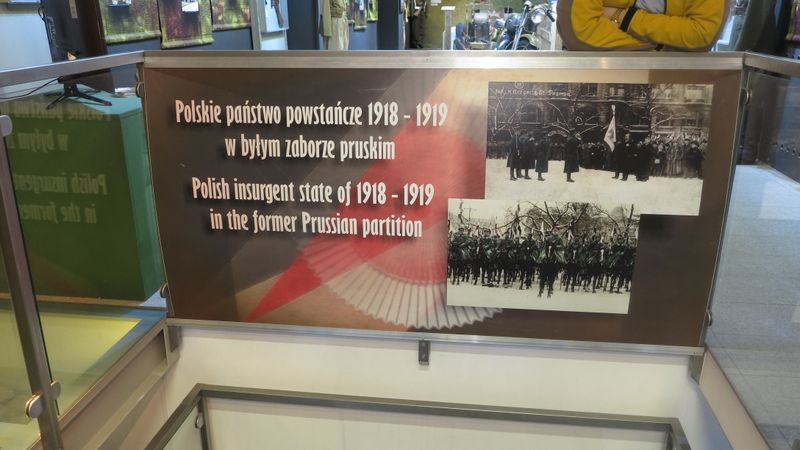 Polskie państwo powstańcze 1918 - 1919
w byłym zaborze pruskim
Polish insurgent state of 1918 - 1919
in the former Prussian partition